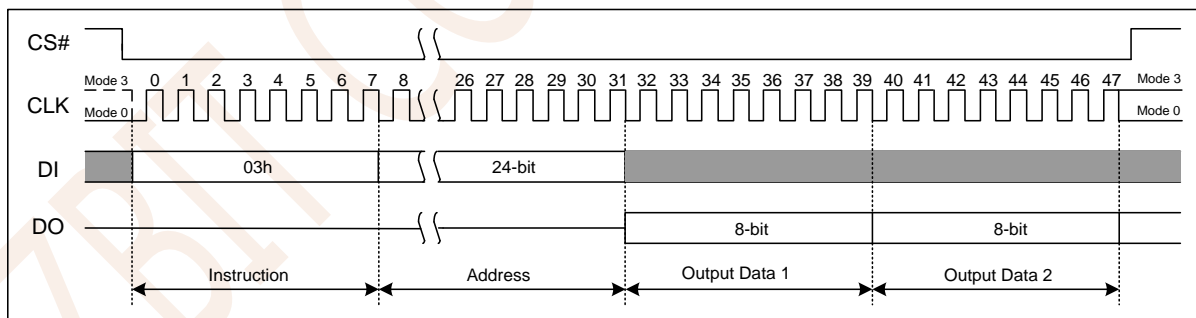 CS#
Mode 3 0 1 2 3 4 5 6 7 8 26 27 28 29 30 31 32 33 34 35 36 37 38 39 40 41 42 43 44 45 46 47 Mode 3
CLK
Mode 0 Mode 0
DI 03h 24-bit
DO 8-bit 8-bit
Instruction Address Output Data 1 Output Data 2
ZBIT CO